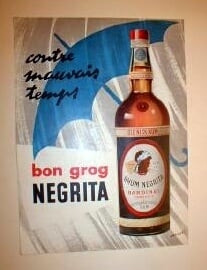 contre
mauvais
temps
bon grog
NEGRITA
RHUM NEGRITA
BARDINET